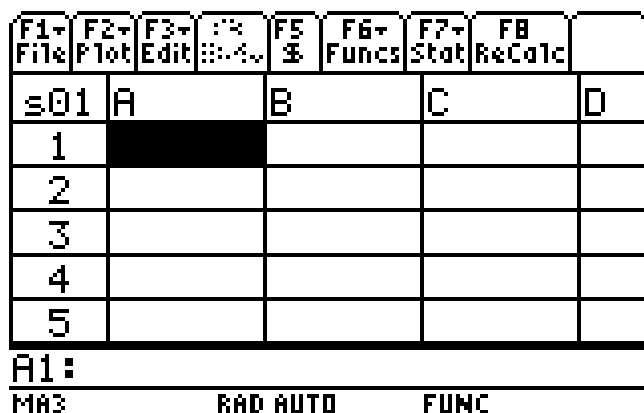 F1 F2 F3 F5 F6 F7 F8
File Plot Edit $ Funcs Stat ReCalc
s01 A B C D
1
2
3
4
5
A1:
MA3 RAD AUTO FUNC